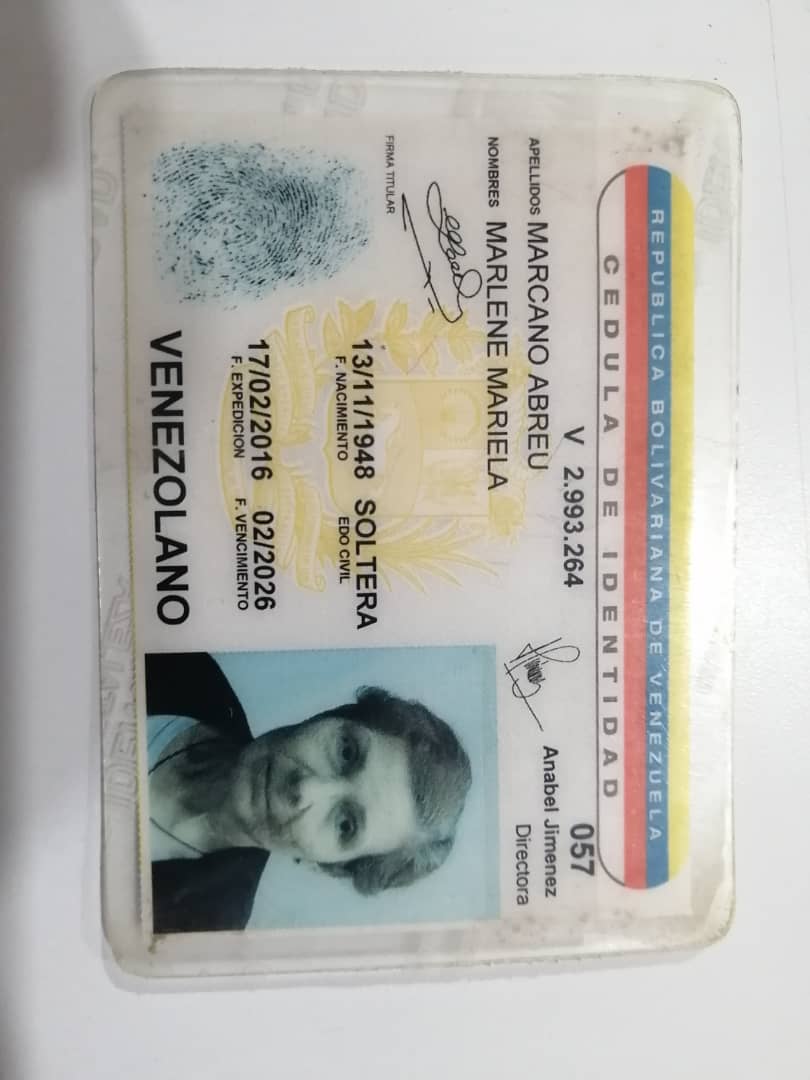 REPUBLICA BOLIVARIANA DE VENEZUELA
CEDULA DE IDENTIDAD
V 2.993.264
057
APELLIDOS MARCANO ABREU
Anabel Jimenez
Directora
NOMBRES MARLENE MARIELA
FIRMA TITULAR
13/11/1948 SOLTERA
F. NACIMIENTO EDO CIVIL
17/02/2016 02/2026
F. EXPEDICION F. VENCIMIENTO
VENEZOLANO